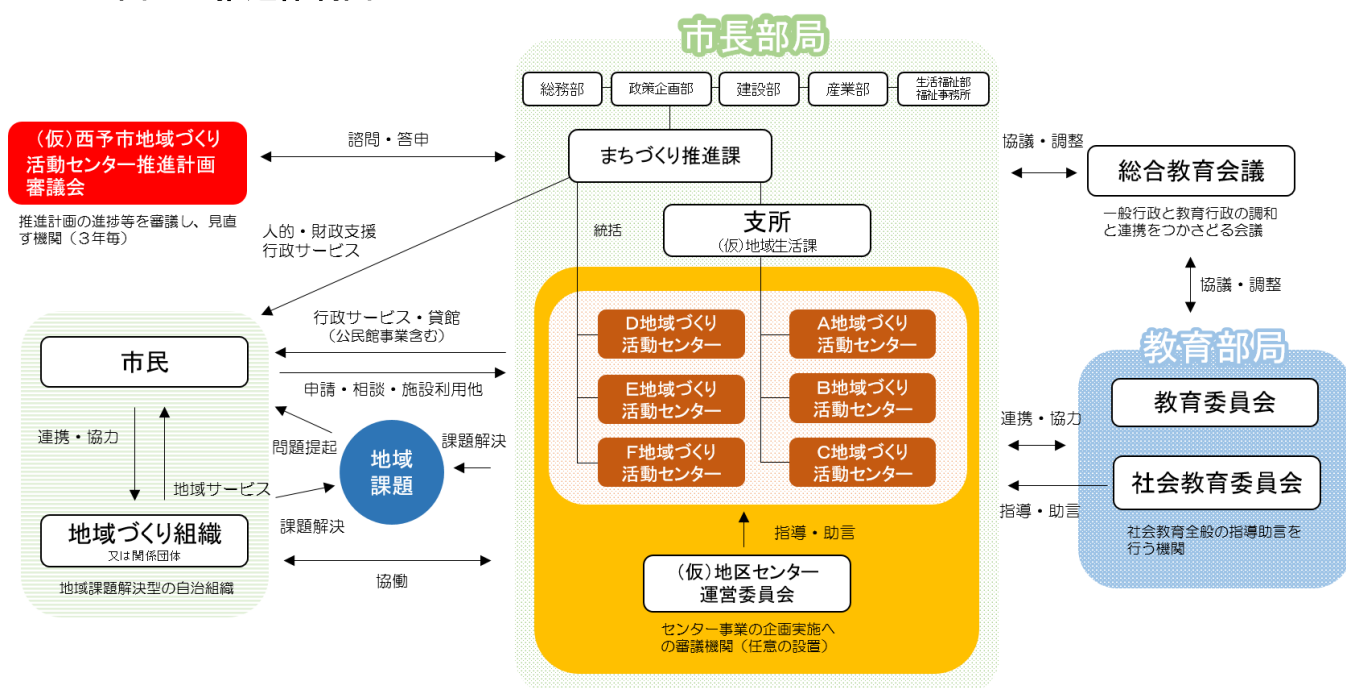 市長部局
総務部
政策企画部
建設部
産業部
生活福祉部
福祉事務所
(仮)西予市地域づくり
活動センター推進計画
審議会
推進計画の進捗等を審議し、見直
す機関(3年毎)
諮問・答申
まちづくり推進課
協議・調整
総合教育会議
一般行政と教育行政の調和
と連携をつかさどる会議
人的・財政支援
行政サービス
統括
支所
(仮)地域生活課
協議・調整
行政サービス・貸館
(公民館事業含む)
申請・相談・施設利用他
D地域づくり
活動センター
A地域づくり
活動センター
E地域づくり
活動センター
B地域づくり
活動センター
F地域づくり
活動センター
C地域づくり
活動センター
教育部局
教育委員会
社会教育委員会
社会教育全般の指導助言を
行う機関
連携・協力
指導・助言
市民
連携・協力
地域サービス
問題提起
地域
課題
課題解決
課題解決
地域づくり組織
又は関係団体
地域課題解決型の自治組織
協働
指導・助言
(仮)地区センター
運営委員会
センター事業の企画実施へ
の審議機関(任意の設置)